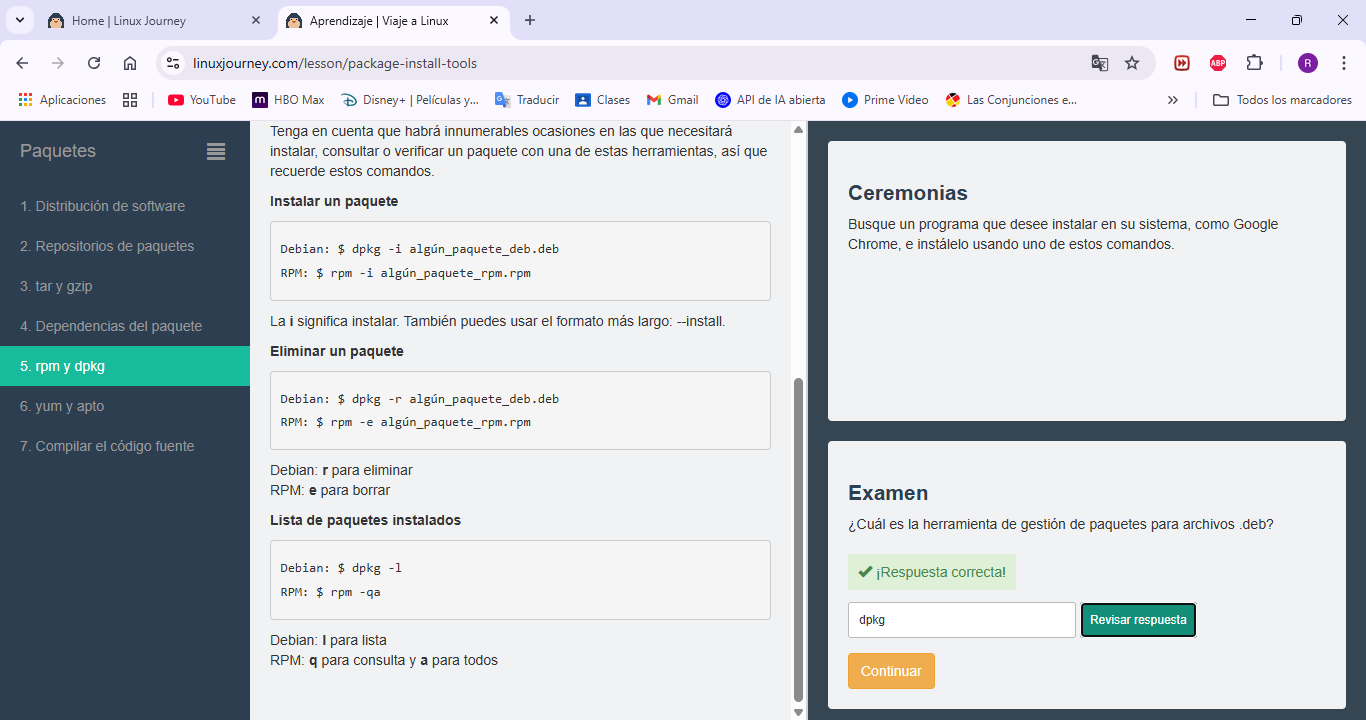 Home | Linux Journey
Aprendizaje | Viaje a Linux
linuxjourney.com/lesson/package-install-tools
ABP
R
Aplicaciones
YouTube
HBO Max
Disney+ | Películas y...
Traducir
Clases
Gmail
API de IA abierta
Prime Video
Las Conjunciones e...
Todos los marcadores
Paquetes
1. Distribución de software
2. Repositorios de paquetes
3. tar y gzip
4. Dependencias del paquete
5. rpm y dpkg
6. yum y apto
7. Compilar el código fuente
Tenga en cuenta que habrá innumerables ocasiones en las que necesitará
instalar, consultar o verificar un paquete con una de estas herramientas, así que
recuerde estos comandos.
Instalar un paquete
Debian: $ dpkg -i algún_paquete_deb.deb
RPM: $ rpm -i algún_paquete_rpm.rpm
La i significa instalar. También puedes usar el formato más largo: --install.
Eliminar un paquete
Debian: $ dpkg -r algún_paquete_deb.deb
RPM: $ rpm -e algún_paquete_rpm.rpm
Debian: r para eliminar
RPM: e para borrar
Lista de paquetes instalados
Debian: $ dpkg -l
RPM: $ rpm -qa
Debian: l para lista
RPM: q para consulta y a para todos
Ceremonias
Busque un programa que desee instalar en su sistema, como Google
Chrome, e instálelo usando uno de estos comandos.
Examen
¿Cuál es la herramienta de gestión de paquetes para archivos .deb?
¡Respuesta correcta!
dpkg
Revisar respuesta
Continuar